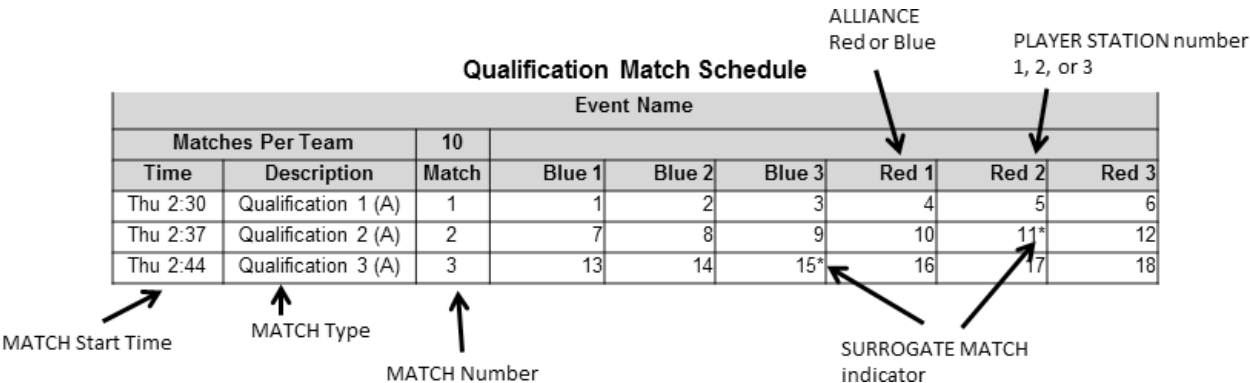 ALLIANCE
Red or Blue
PLAYER STATION number
1, 2, or 3
Qualification Match Schedule
Event Name
Matches Per Team 10
Time Description Match Blue 1 Blue 2 Blue 3 Red 1 Red 2 Red 3
Thu 2:30 Qualification 1 (A) 1 1 2 3 4 5 6
Thu 2:37 Qualification 2 (A) 2 7 8 9 10 11* 12
Thu 2:44 Qualification 3 (A) 3 13 14 15* 16 17 18
MATCH Start Time
MATCH Type
MATCH Number
SURROGATE MATCH
indicator